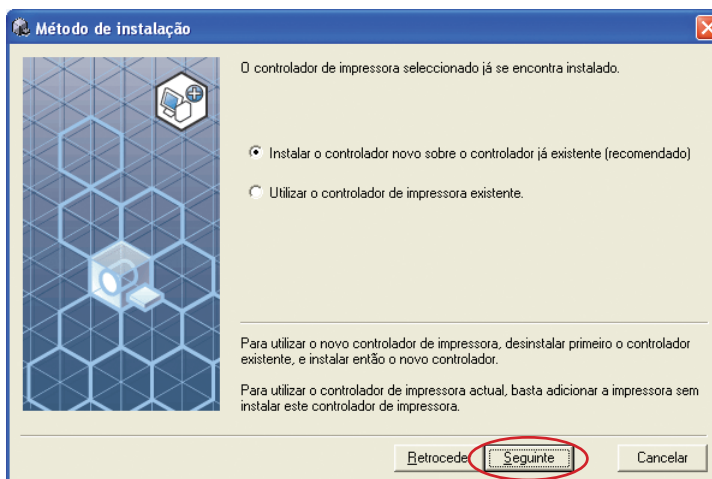 Método de instalação
O controlador de impressora seleccionado já se encontra instalado.
Instalar o controlador novo sobre o controlador já existente (recomendado)
Utilizar o controlador de impressora existente.
Para utilizar o novo controlador de impressora, desinstalar primeiro o controlador
existente, e instalar então o novo controlador.
Para utilizar o controlador de impressora actual, basta adicionar a impressora sem
instalar este controlador de impressora.
Retrocede Seguinte Cancelar